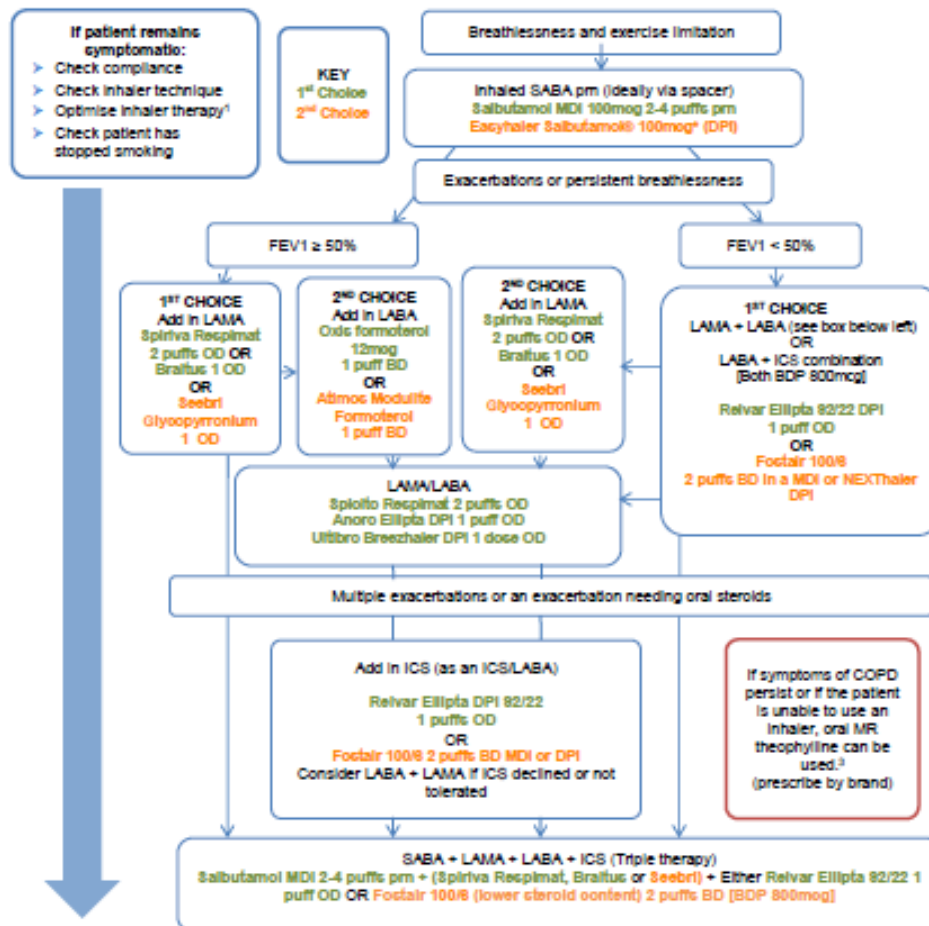 If patient remains
symptomatic:
➤ Check compliance
➤ Check inhaler technique
➤ Optimise inhaler therapy¹
➤ Check patient has
stopped smoking
KEY
1st Choice
2nd Choice
Breathlessness and exercise limitation
Inhaled SABA prn (ideally via spacer)
Salbutamol MDI 100mcg 2-4 puffs prn
Easyhaler Salbutamol® 100mcg* (DPI)
Exacerbations or persistent breathlessness
FEV1 ≥ 50%
FEV1 < 50%
1ST CHOICE
Add in LAMA
Spiriva Respimat
2 puffs OD OR
Braltus 1 OD
OR
Seebri
Glycopyrronium
1 OD
2ND CHOICE
Add in LABA
Oxis formoterol
12mcg
1 puff BD
OR
Atimos Modulite
Formoterol
1 puff BD
2ND CHOICE
Add in LAMA
Spiriva Respimat
2 puffs OD OR
Braltus 1 OD
OR
Seebri
Glycopyrronium
1 OD
1ST CHOICE
LAMA + LABA (see box below left)
OR
LABA + ICS combination
[Both BDP 800mcg]
Relvar Ellipta 92/22 DPI
1 puff OD
OR
Fostair 100/6
2 puffs BD in a MDI or NEXThaler
DPI
LAMA/LABA
Spiolto Respimat 2 puffs OD
Anoro Ellipta DPI 1 puff OD
Ultibro Breezhaler DPI 1 dose OD
Multiple exacerbations or an exacerbation needing oral steroids
Add in ICS (as an ICS/LABA)
Relvar Ellipta DPI 92/22
1 puffs OD
OR
Fostair 100/6 2 puffs BD MDI or DPI
Consider LABA + LAMA if ICS declined or not
tolerated
If symptoms of COPD
persist or if the patient
is unable to use an
inhaler, oral MR
theophylline can be
used.³
(prescribe by brand)
SABA + LAMA + LABA + ICS (Triple therapy)
Salbutamol MDI 2-4 puffs prn + (Spiriva Respimat, Braltus or Seebri) + Either Relvar Ellipta 92/22 1
puff OD OR Fostair 100/6 (lower steroid content) 2 puffs BD [BDP 800mcg]